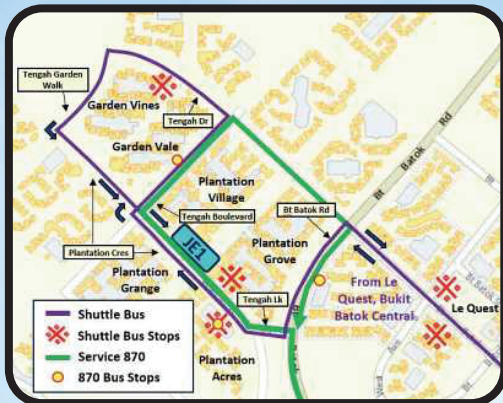 Tengah Garden
Walk
Garden Vines
Tengah Dr
Garden Vale
Plantation
Village
Tengah Boulevard
Bt Batok Rd
Bt
Batok
Rd
Plantation Cres
JE1
Plantation
Grove
Plantation
Grange
From Le
Quest, Bukit
Batok Central
Le Quest
Tengah Lk
Plantation
Acres
Shuttle Bus
Shuttle Bus Stops
Service 870
870 Bus Stops